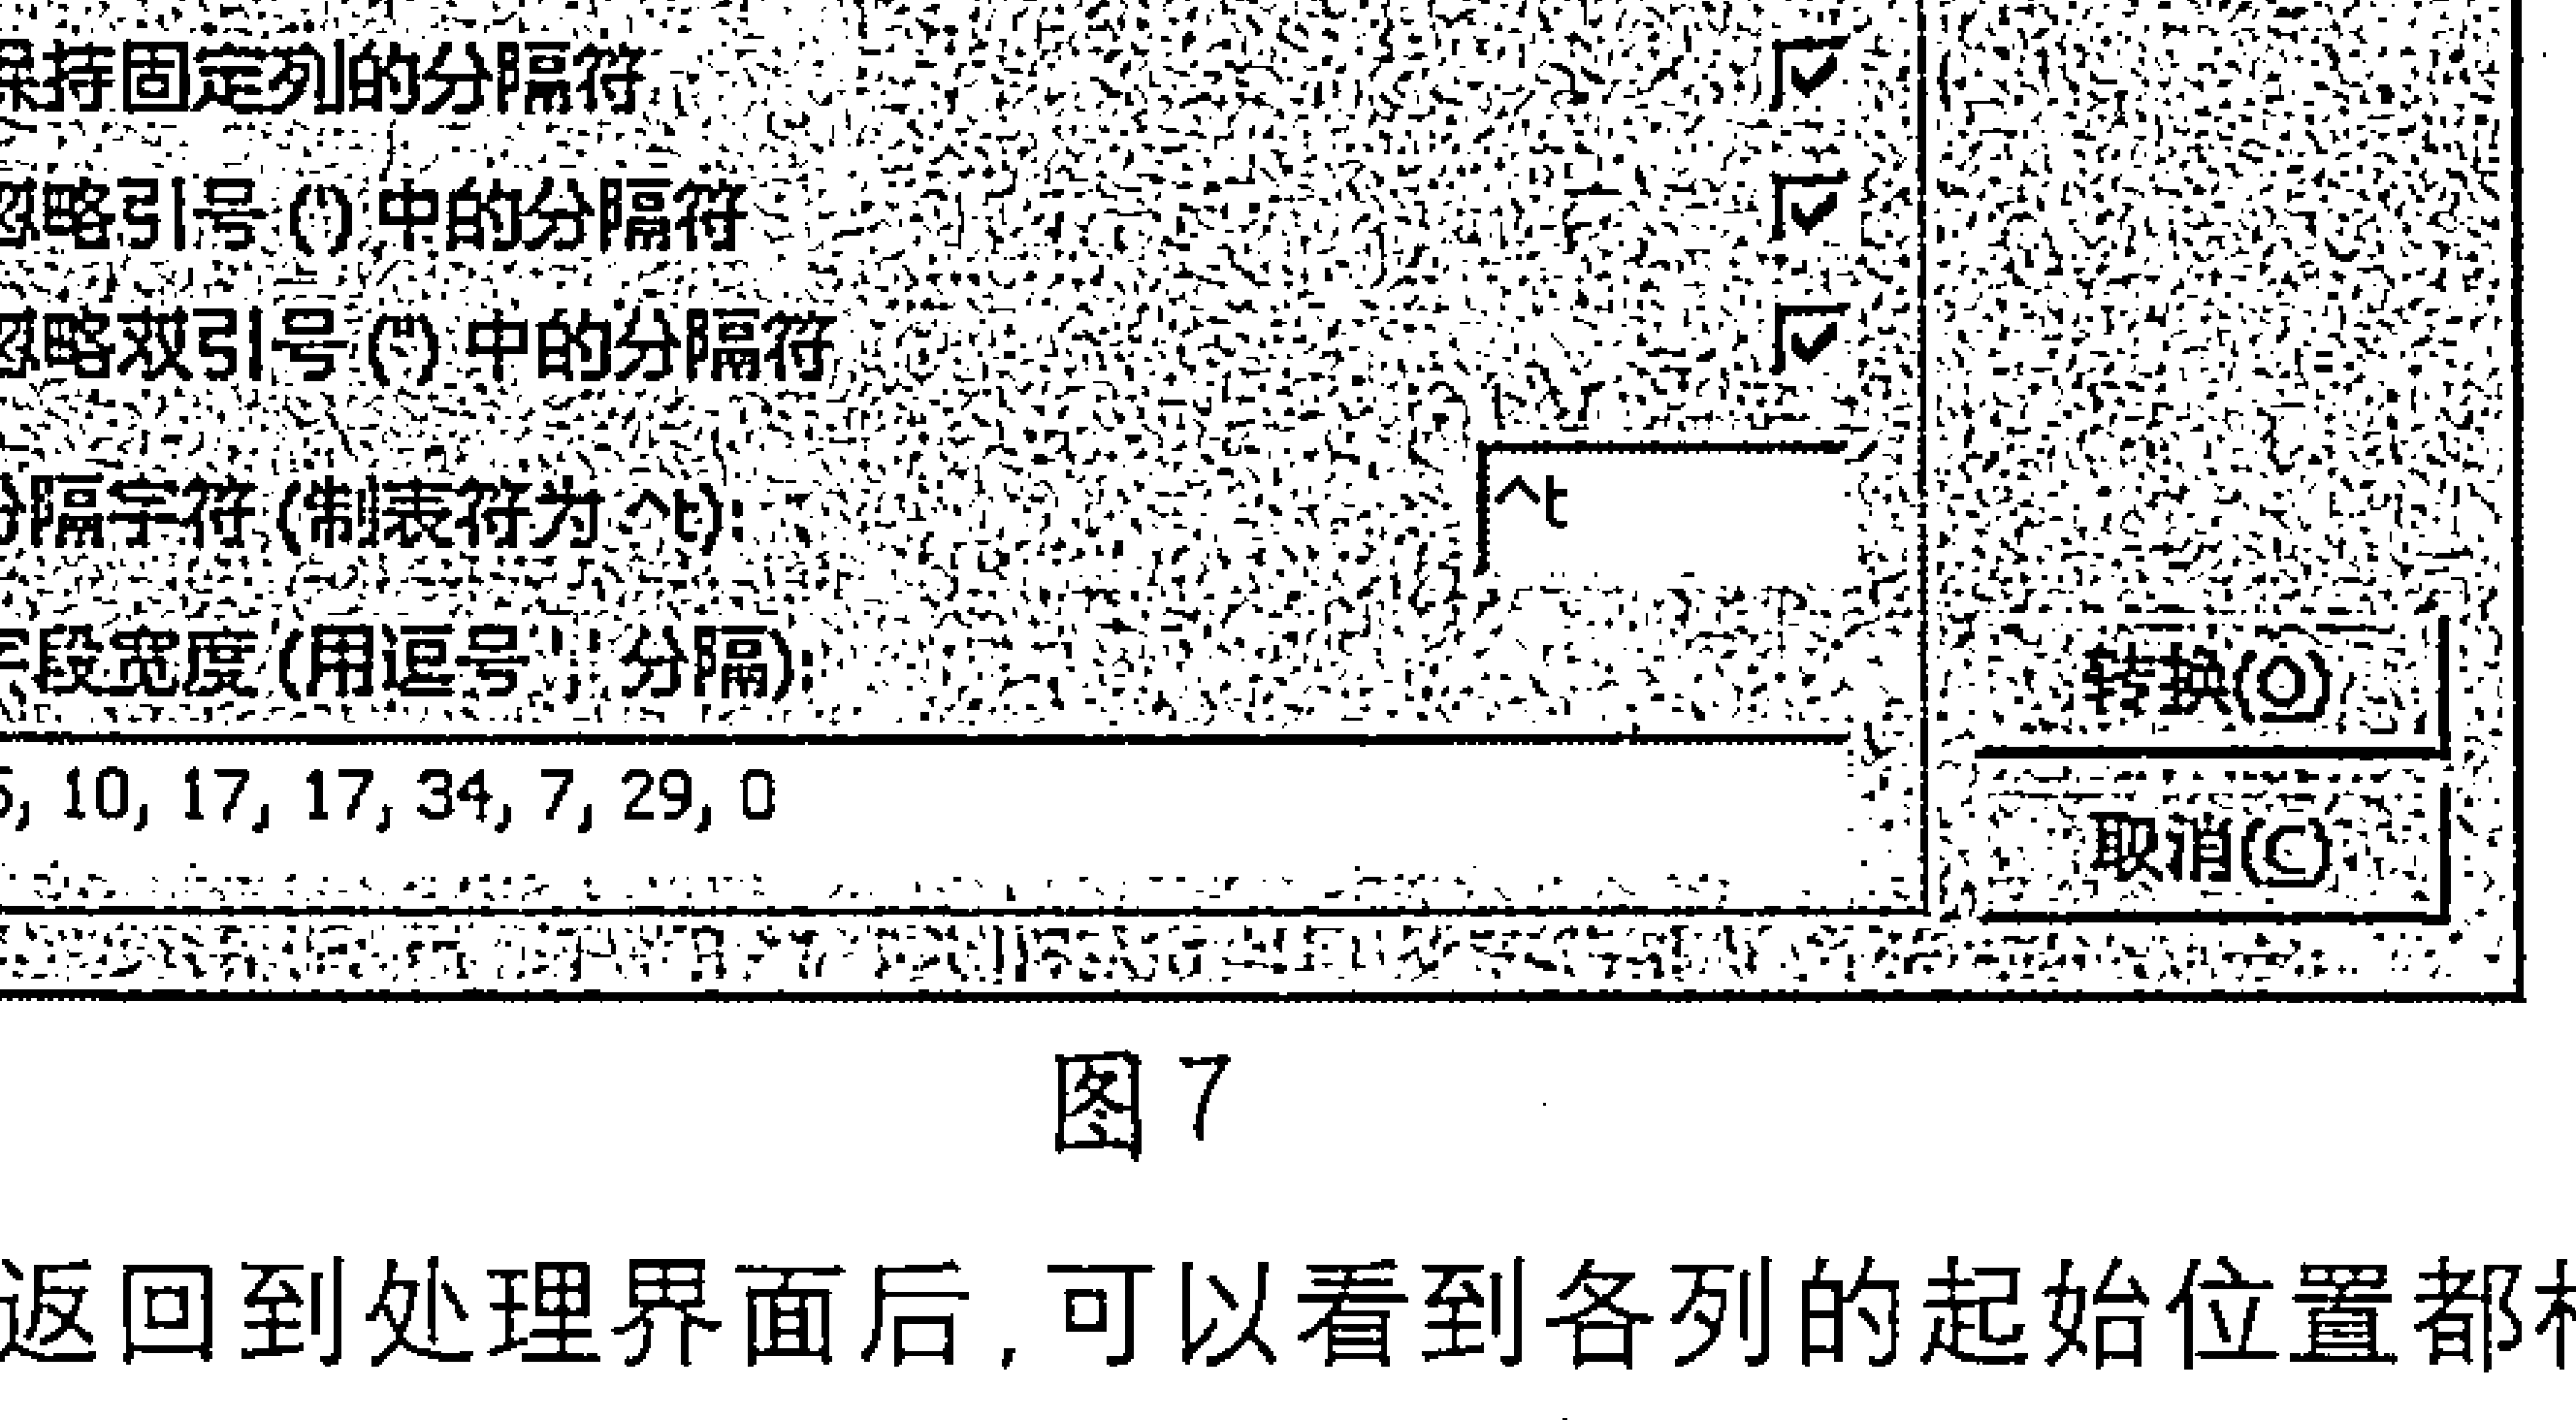 保持固定列的分隔符
忽略引号(')中的分隔符
忽略双引号(")中的分隔符
分隔字符(制表符为 ^t): ^t
字段宽度(用逗号','分隔):
转换(O)
5, 10, 17, 17, 34, 7, 29, 0
取消(C)
图7
返回到处理界面后,可以看到各列的起始位置都